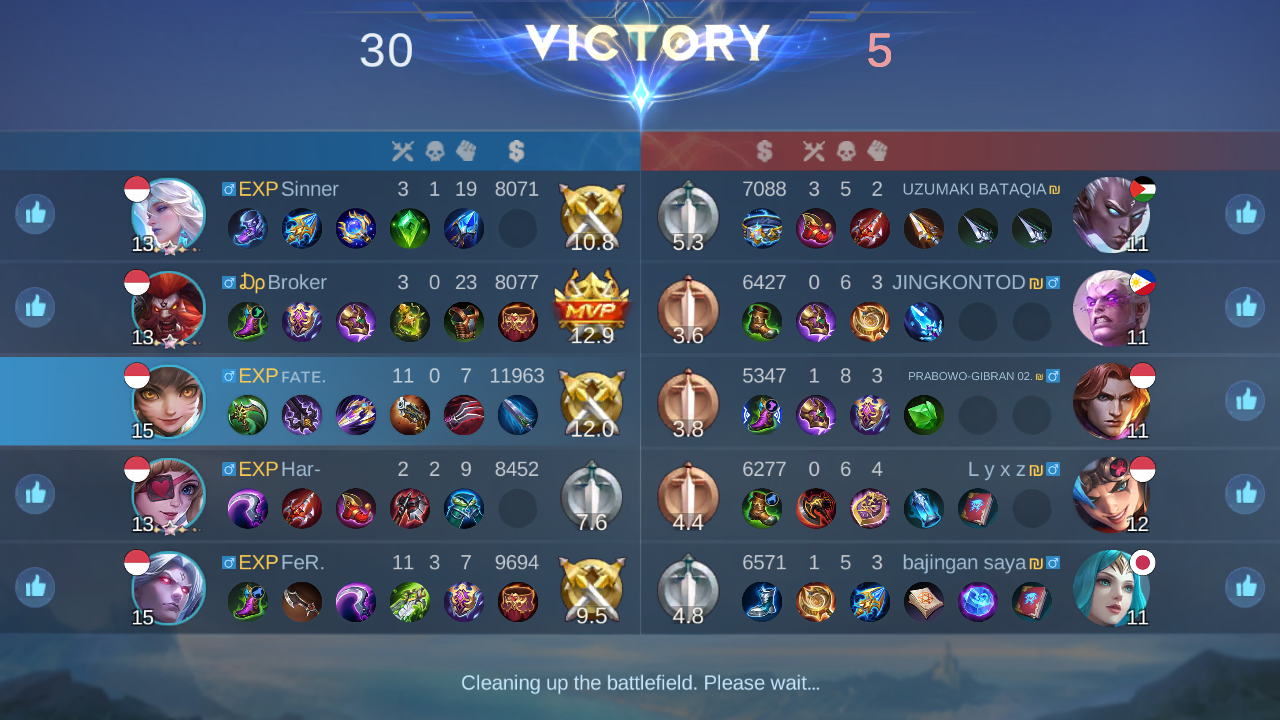 30 VICTORY 5
EXP Sinner 3 1 19 8071 10.8 13
5.3 7088 3 5 2 UZUMAKI BATAQIA 11
Broker 3 0 23 8077 MVP 12.9 13
3.6 6427 0 6 3 JINGKONTOD 11
EXP FATE. 11 0 7 11963 12.0 15
3.8 5347 1 8 3 PRABOWO-GIBRAN 02. 11
EXP Har- 2 2 9 8452 7.6 13
4.4 6277 0 6 4 L y x z 12
EXP FeR. 11 3 7 9694 9.5 15
4.8 6571 1 5 3 bajingan saya 11
Cleaning up the battlefield. Please wait...